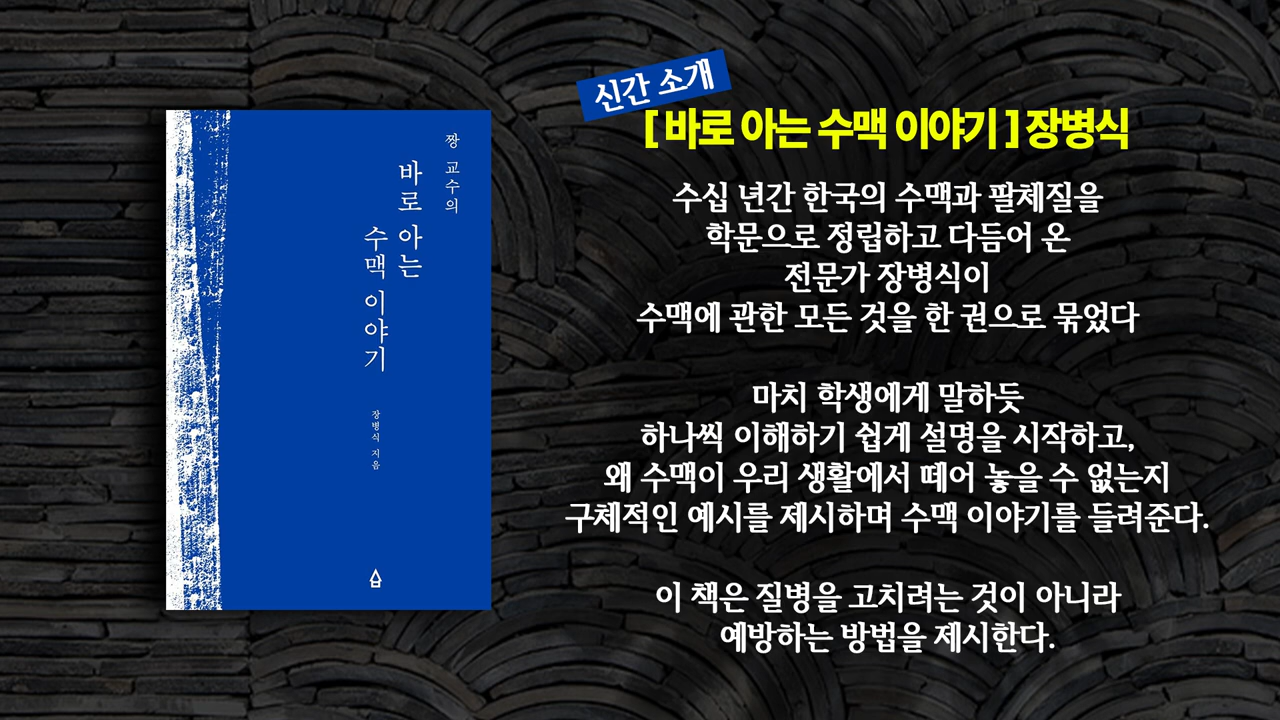 짱 교수의
바로 아는
수맥 이야기
장병식 지음
신간 소개
[ 바로 아는 수맥 이야기 ] 장병식
수십 년간 한국의 수맥과 팔체질을
학문으로 정립하고 다듬어 온
전문가 장병식이
수맥에 관한 모든 것을 한 권으로 묶었다
마치 학생에게 말하듯
하나씩 이해하기 쉽게 설명을 시작하고,
왜 수맥이 우리 생활에서 떼어 놓을 수 없는지
구체적인 예시를 제시하며 수맥 이야기를 들려준다.
이 책은 질병을 고치려는 것이 아니라
예방하는 방법을 제시한다.